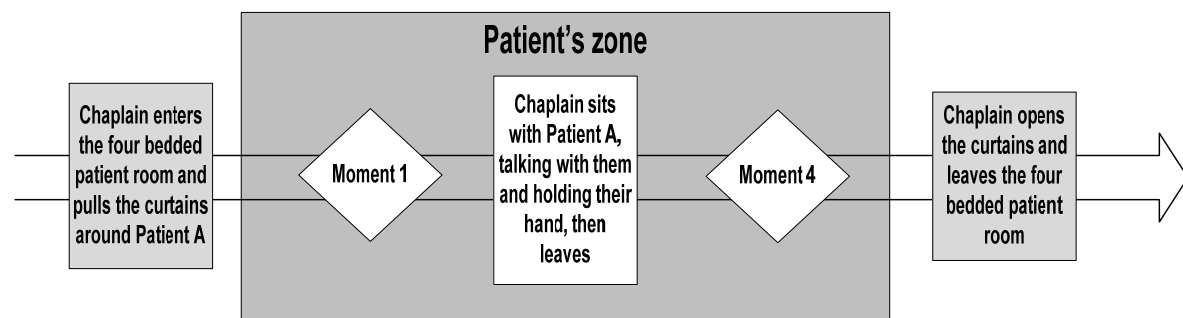 Patient's zone
Chaplain enters
the four bedded
patient room and
pulls the curtains
around Patient A
Moment 1
Chaplain sits
with Patient A,
talking with them
and holding their
hand, then
leaves
Moment 4
Chaplain opens
the curtains and
leaves the four
bedded patient
room